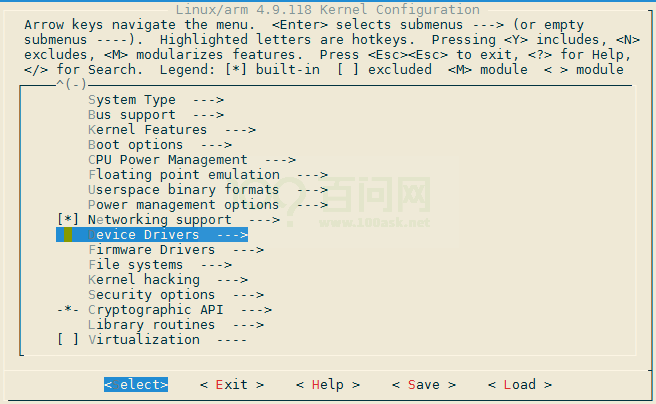 Linux/arm 4.9.118 Kernel Configuration
Arrow keys navigate the menu.  <Enter> selects submenus ---> (or empty
submenus ----).  Highlighted letters are hotkeys.  Pressing <Y> includes, <N>
excludes, <M> modularizes features.  Press <Esc><Esc> to exit, <?> for Help,
</> for Search.  Legend: [*] built-in  [ ] excluded  <M> module  < > module
^(-)
System Type  --->
Bus support  --->
Kernel Features  --->
Boot options  --->
CPU Power Management  --->
Floating point emulation  --->
Userspace binary formats  --->
Power management options  --->
[*] Networking support  --->
Device Drivers  --->
Firmware Drivers  --->
File systems  --->
Kernel hacking  --->
Security options  --->
-*- Cryptographic API  --->
Library routines  --->
[ ] Virtualization  ----
百问网
www.100ask.net
<Select>    < Exit >    < Help >    < Save >    < Load >